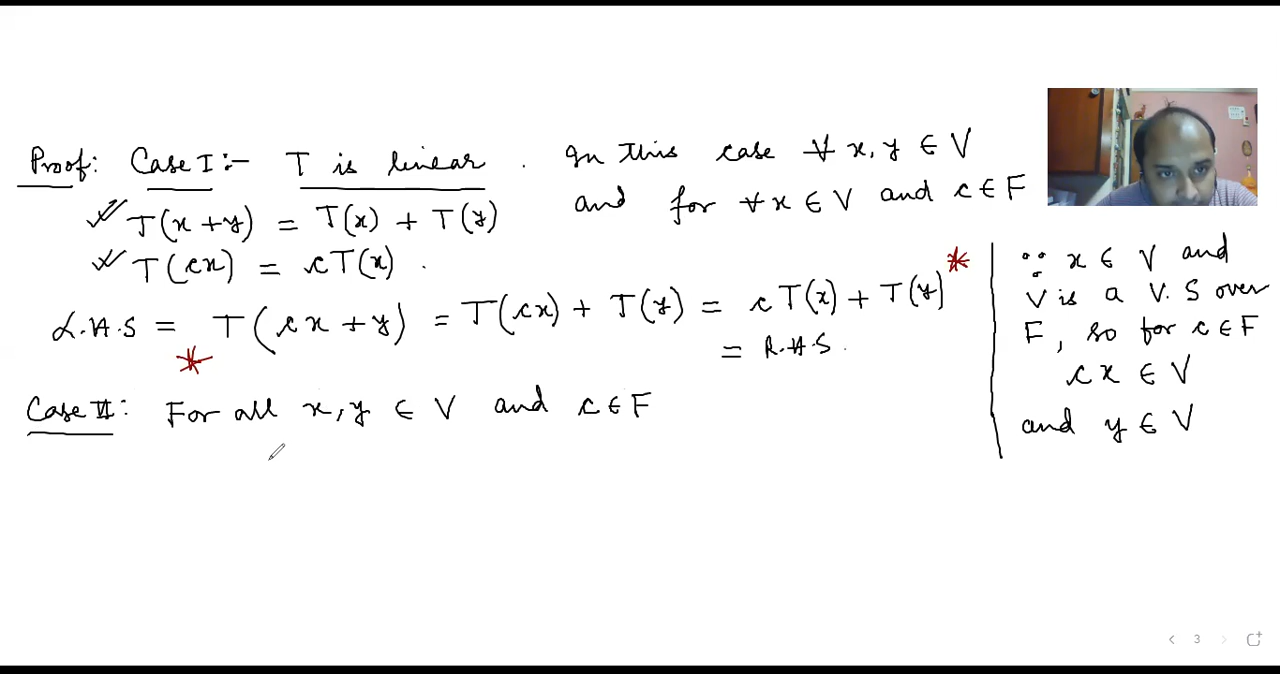 Proof: Case I :- T is linear. In this case ∀ x, y ∈ V
T(x+y) = T(x) + T(y) and for ∀ x ∈ V and c ∈ F
T(cx) = cT(x).
L.H.S = T(cx + y) = T(cx) + T(y) = cT(x) + T(y) *
* = R.H.S.
Case II: For all x, y ∈ V and c ∈ F
∵ x ∈ V and
V is a V.S over
F, so for c ∈ F
cx ∈ V
and y ∈ V
< 3 >